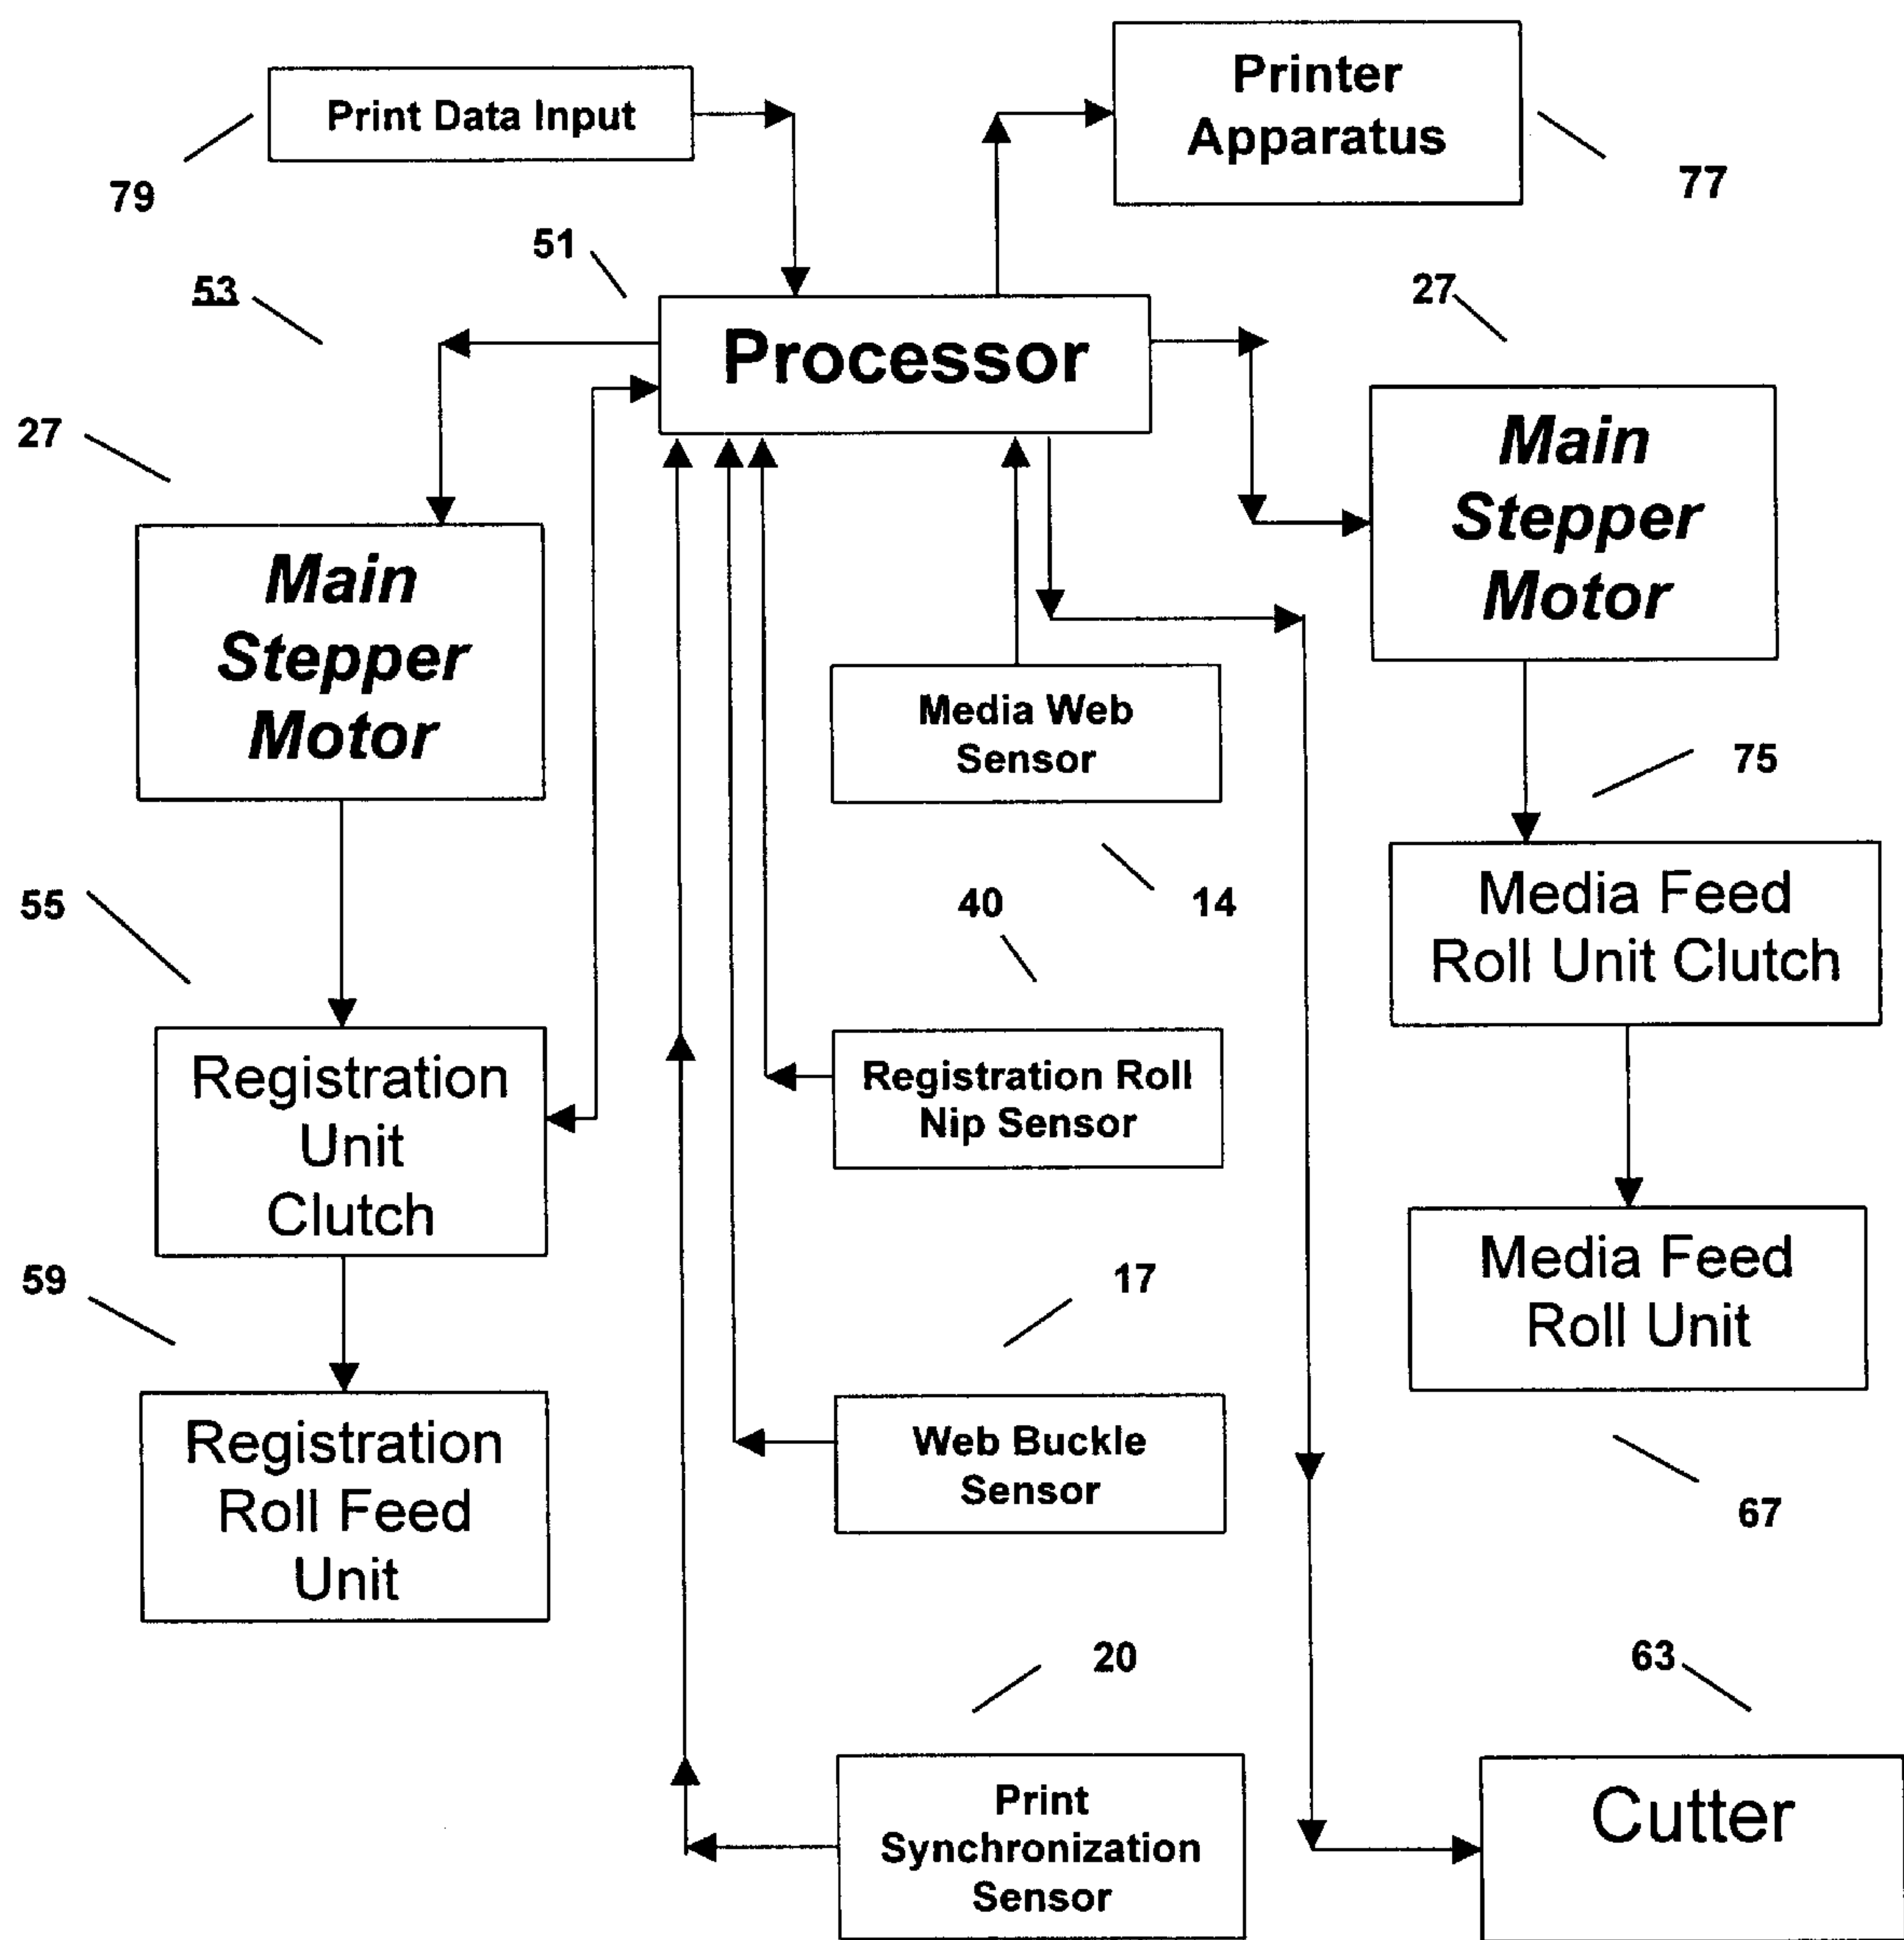 Print Data Input
79
Printer
Apparatus
77
51
53
Processor
27
27
Main
Stepper
Motor
Main
Stepper
Motor
Media Web
Sensor
14
75
55
40
Media Feed
Roll Unit Clutch
Registration
Unit
Clutch
Registration Roll
Nip Sensor
59
17
Media Feed
Roll Unit
67
Registration
Roll Feed
Unit
Web Buckle
Sensor
20
63
Print
Synchronization
Sensor
Cutter